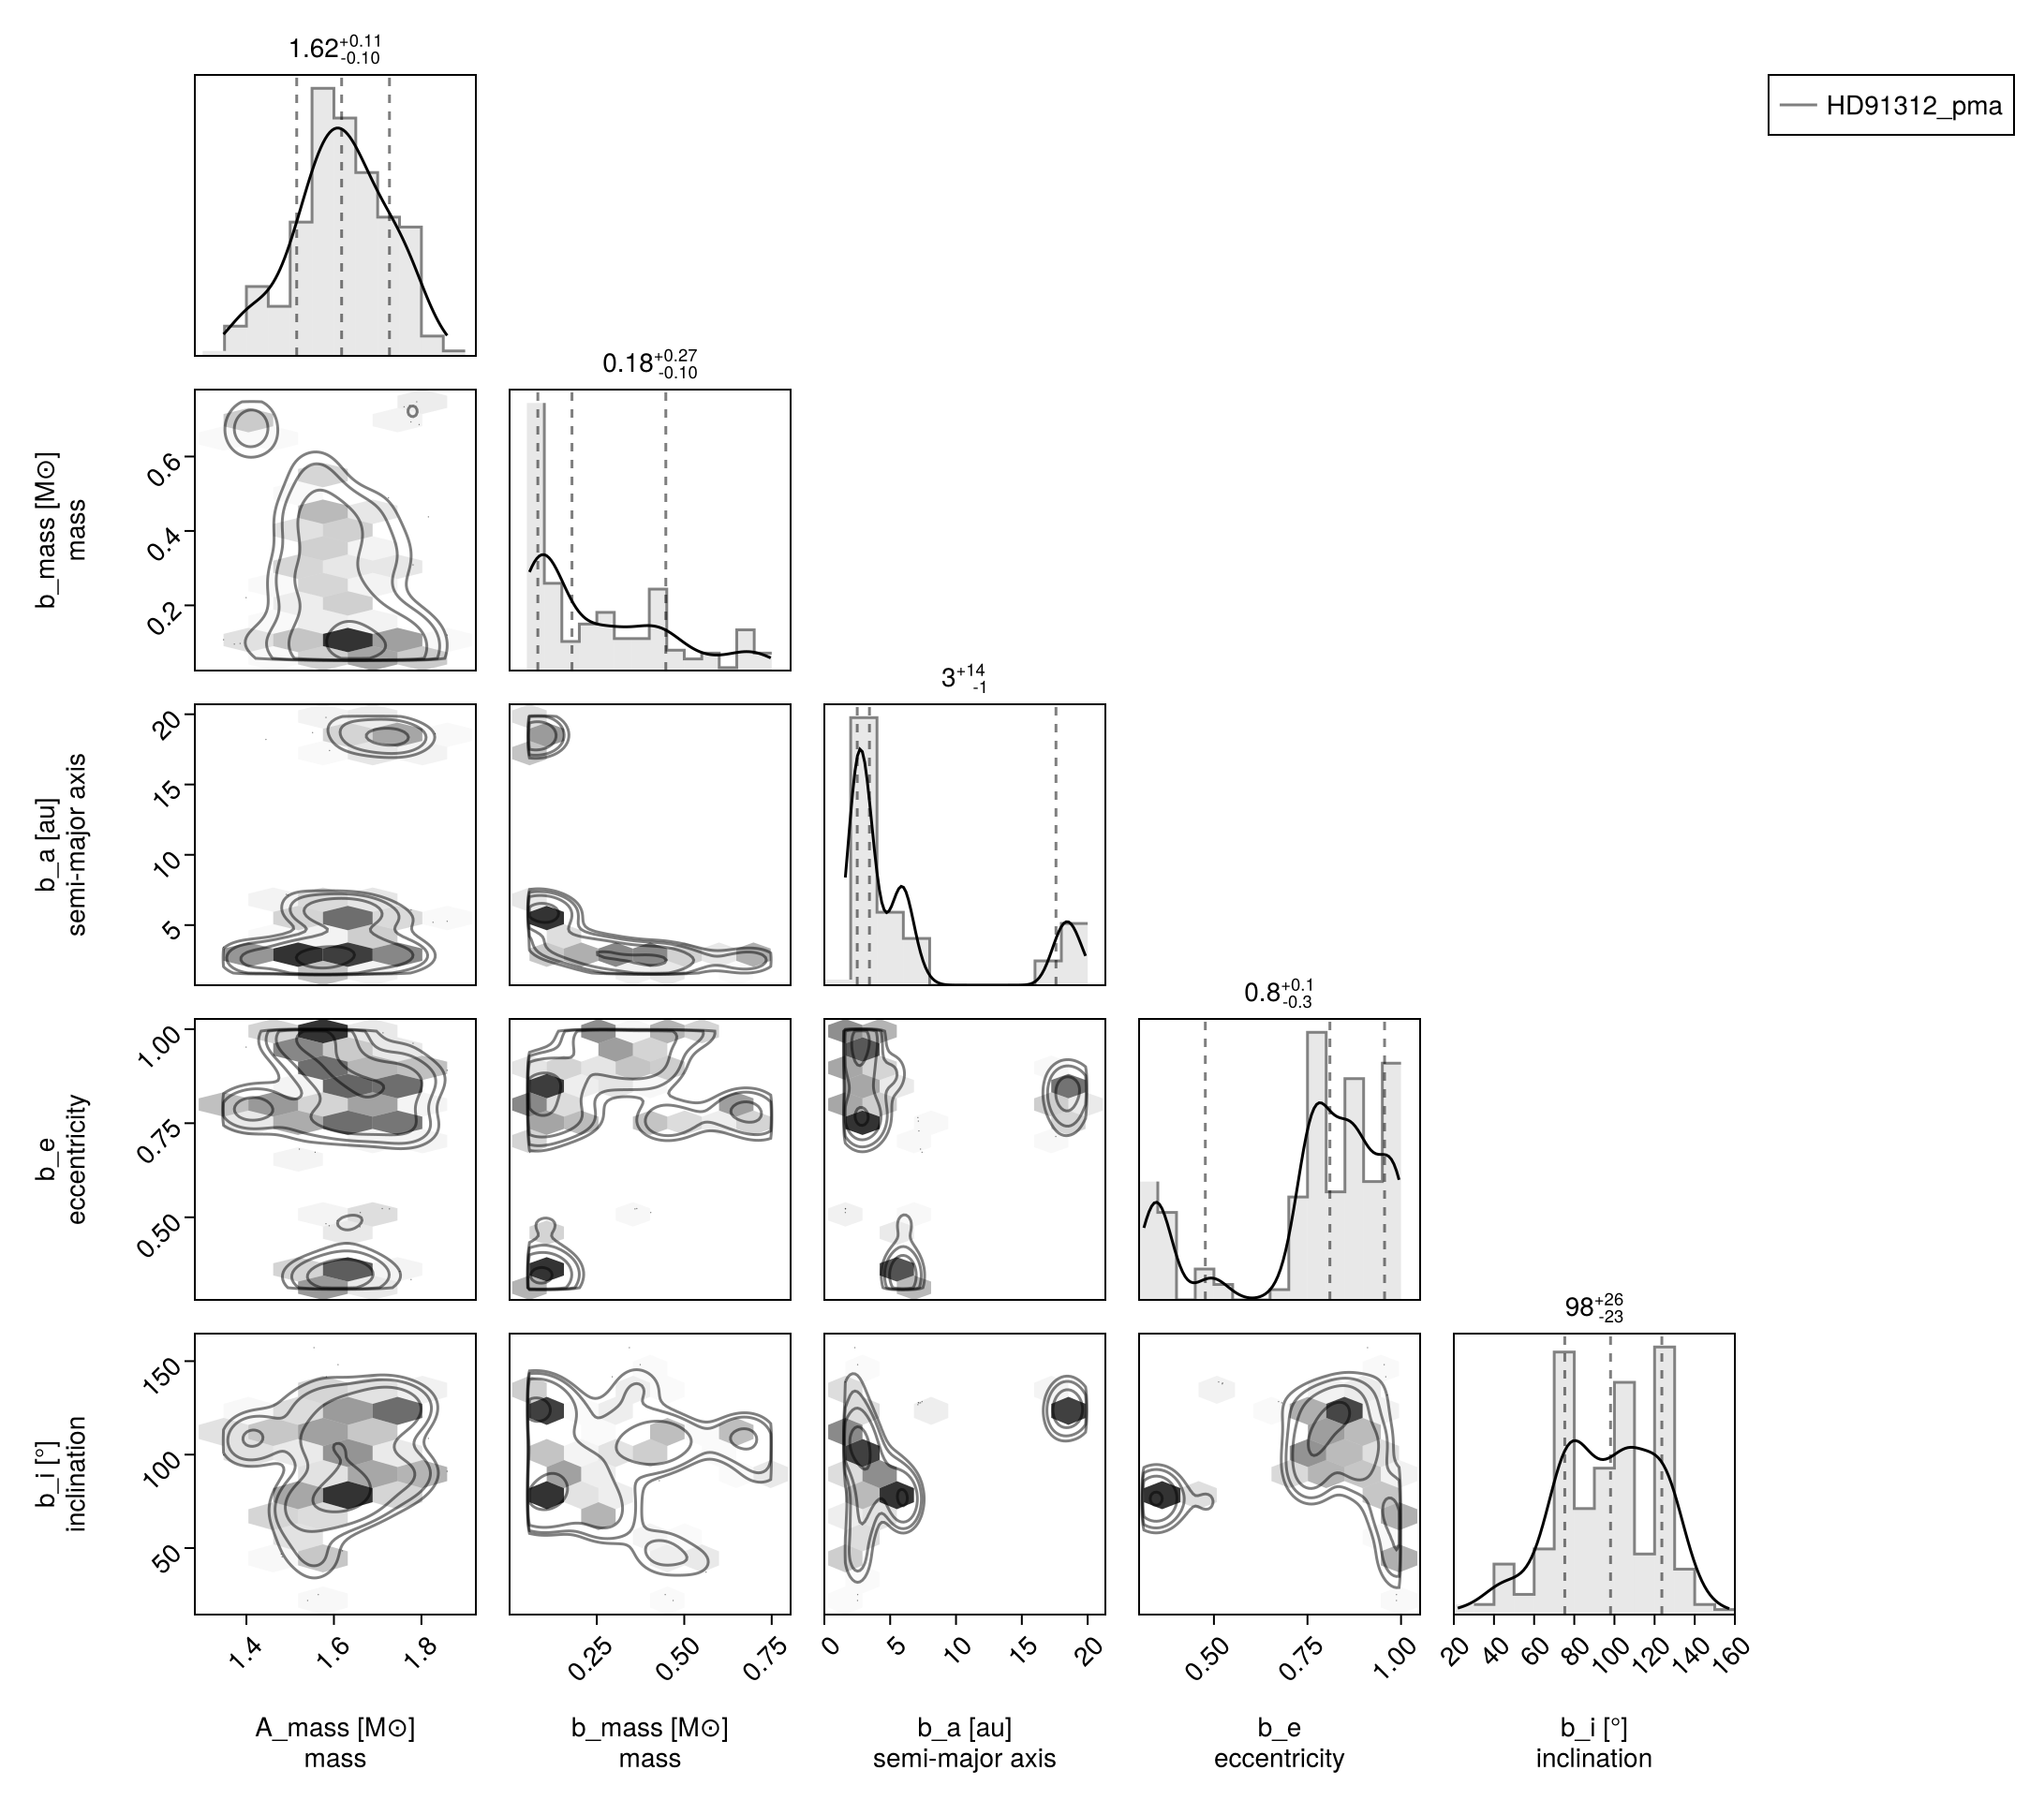 1.62+0.11-0.10
HD91312_pma
0.18+0.27-0.10
b_mass [M⊙]
mass
0.6
0.4
0.2
3+14-1
b_a [au]
semi-major axis
20
15
10
5
0.8+0.1-0.3
b_e
eccentricity
1.00
0.75
0.50
98+26-23
b_i [°]
inclination
150
100
50
1.4 1.6 1.8 0.25 0.50 0.75 0 5 10 15 20 0.50 0.75 1.00 20 40 60 80 100 120 140 160
A_mass [M⊙] b_mass [M⊙] b_a [au] b_e b_i [°]
mass mass semi-major axis eccentricity inclination